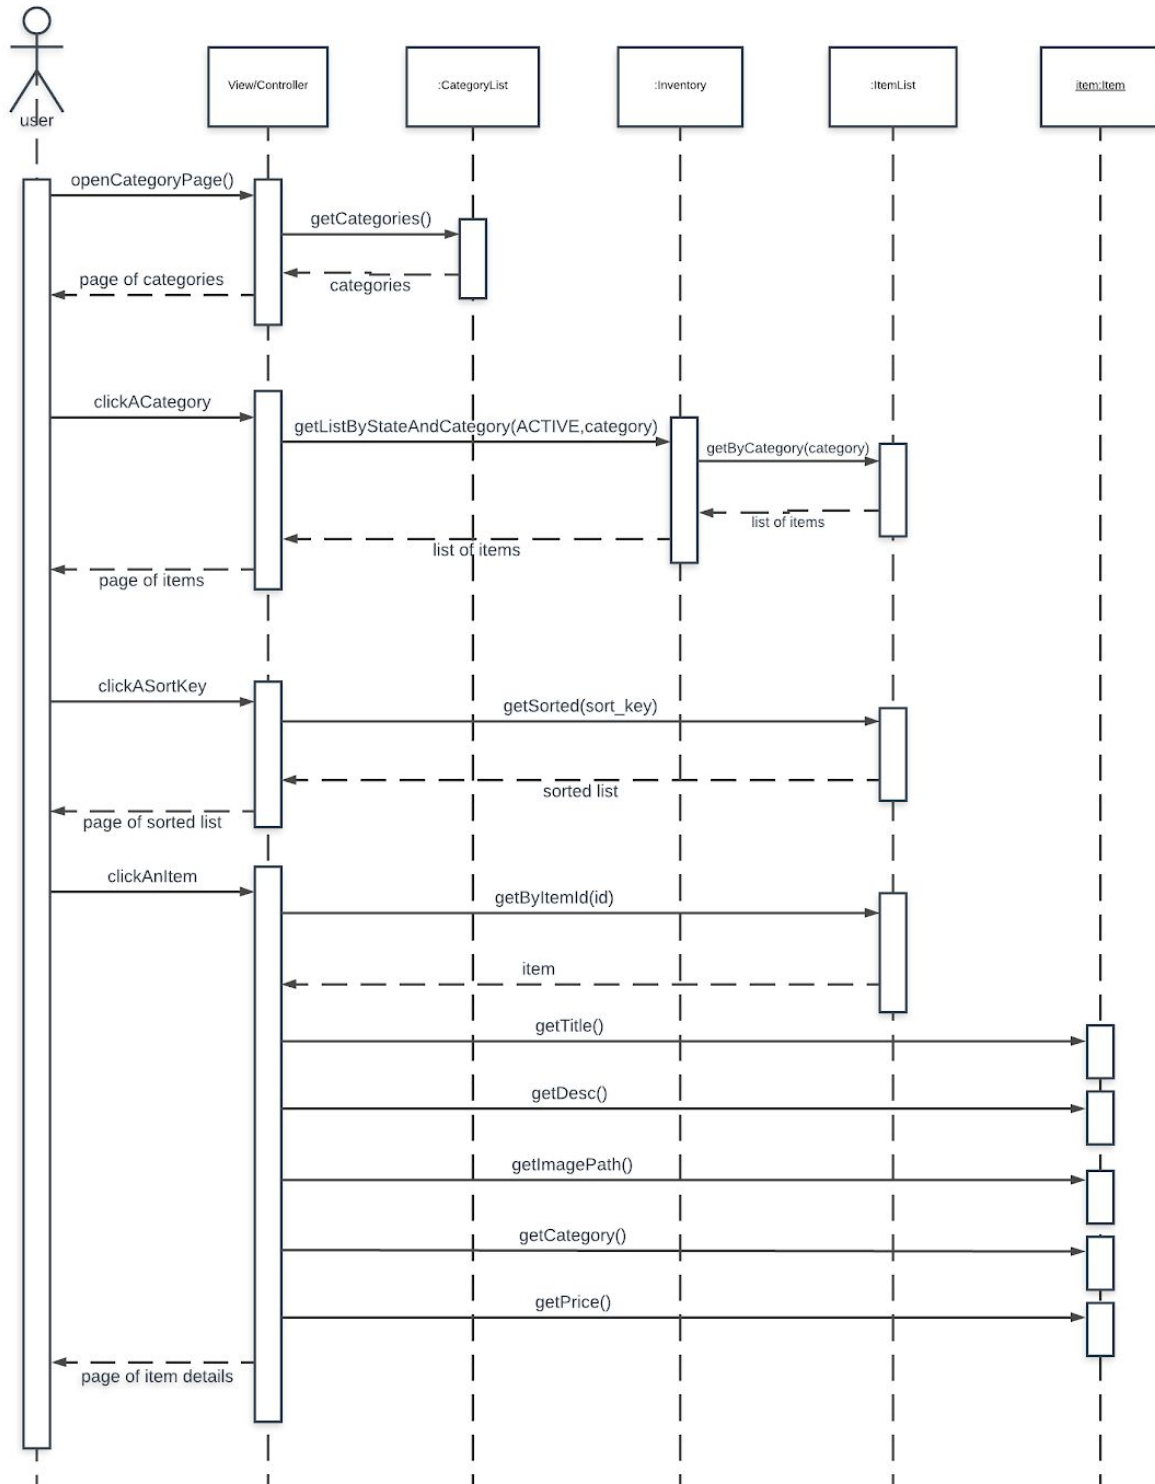 user
View/Controller
:CategoryList
:Inventory
:ItemList
item:Item
openCategoryPage()
getCategories()
categories
page of categories
clickACategory
getListByStateAndCategory(ACTIVE,category)
getByCategory(category)
list of items
list of items
page of items
clickASortKey
getSorted(sort_key)
sorted list
page of sorted list
clickAnItem
getByItemId(id)
item
getTitle()
getDesc()
getImagePath()
getCategory()
getPrice()
page of item details